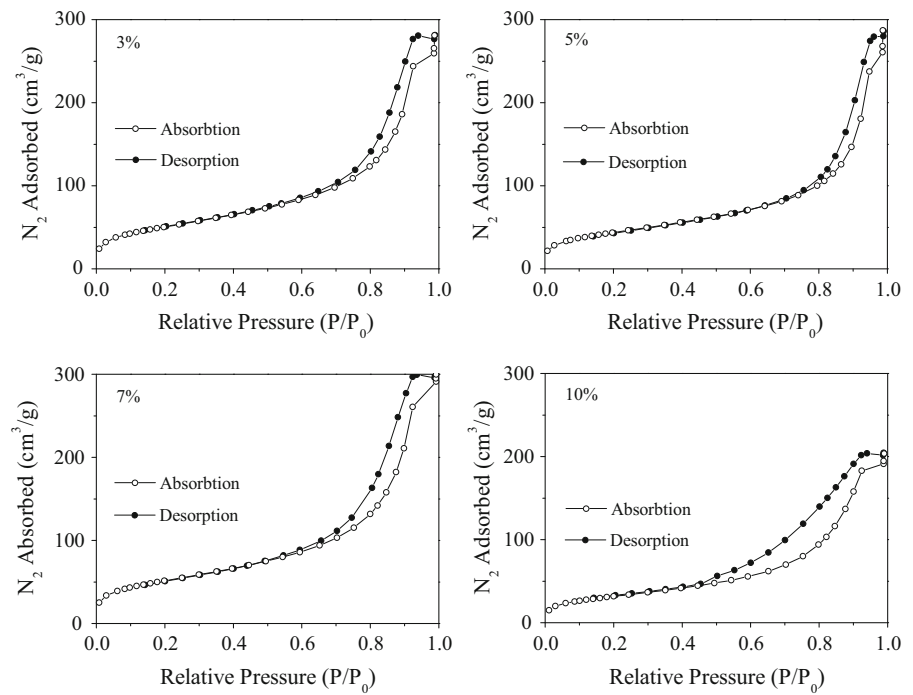 300
200
100
0
N₂ Adsorbed (cm³/g)
3%
Absorbtion
Desorption
0.0 0.2 0.4 0.6 0.8 1.0
Relative Pressure (P/P₀)
300
200
100
0
N₂ Adsorbed (cm³/g)
5%
Absorbtion
Desorption
0.0 0.2 0.4 0.6 0.8 1.0
Relative Pressure (P/P₀)
300
200
100
0
N₂ Absorbed (cm³/g)
7%
Absorbtion
Desorption
0.0 0.2 0.4 0.6 0.8 1.0
Relative Pressure (P/P₀)
300
200
100
0
N₂ Adsorbed (cm³/g)
10%
Absorbtion
Desorption
0.0 0.2 0.4 0.6 0.8 1.0
Relative Pressure (P/P₀)